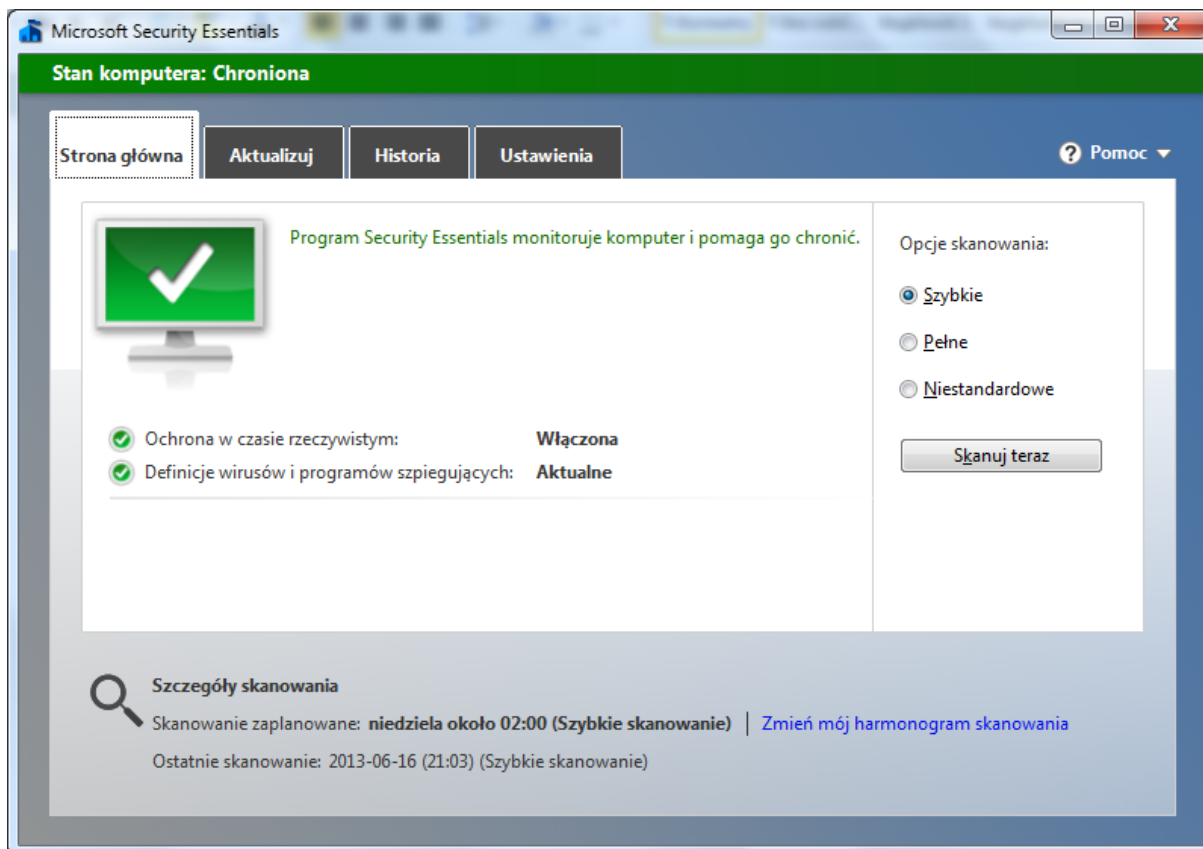 Microsoft Security Essentials
Stan komputera: Chroniona
Strona główna
Aktualizuj
Historia
Ustawienia
Pomoc
Program Security Essentials monitoruje komputer i pomaga go chronić.
Opcje skanowania:
Szybkie
Pełne
Niestandardowe
Skanuj teraz
Ochrona w czasie rzeczywistym: Włączona
Definicje wirusów i programów szpiegujących: Aktualne
Szczegóły skanowania
Skanowanie zaplanowane: niedziela około 02:00 (Szybkie skanowanie) | Zmień mój harmonogram skanowania
Ostatnie skanowanie: 2013-06-16 (21:03) (Szybkie skanowanie)